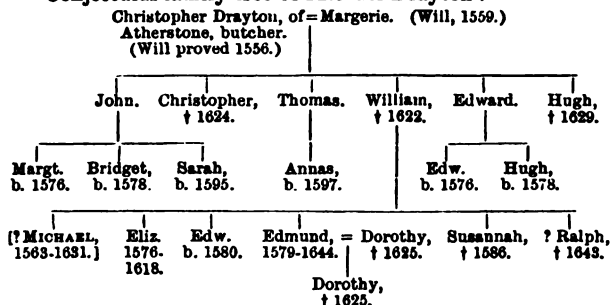 Christopher Drayton, of = Margerie. (Will, 1559.)
Atherstone, butcher.
(Will proved 1556.)
John. Christopher, Thomas. William, Edward. Hugh,
† 1624. † 1622. † 1629.
Margt. Bridget, Sarah, Annas, Edw. Hugh,
b. 1576. b. 1578. b. 1595. b. 1597. b. 1576. b. 1578.
[? MICHAEL, Eliz. Edw. Edmund, = Dorothy, Susannah, ? Ralph,
1563-1631.] 1576- b. 1580. 1579-1644. † 1625. † 1586. † 1643.
1618.
Dorothy,
† 1625.